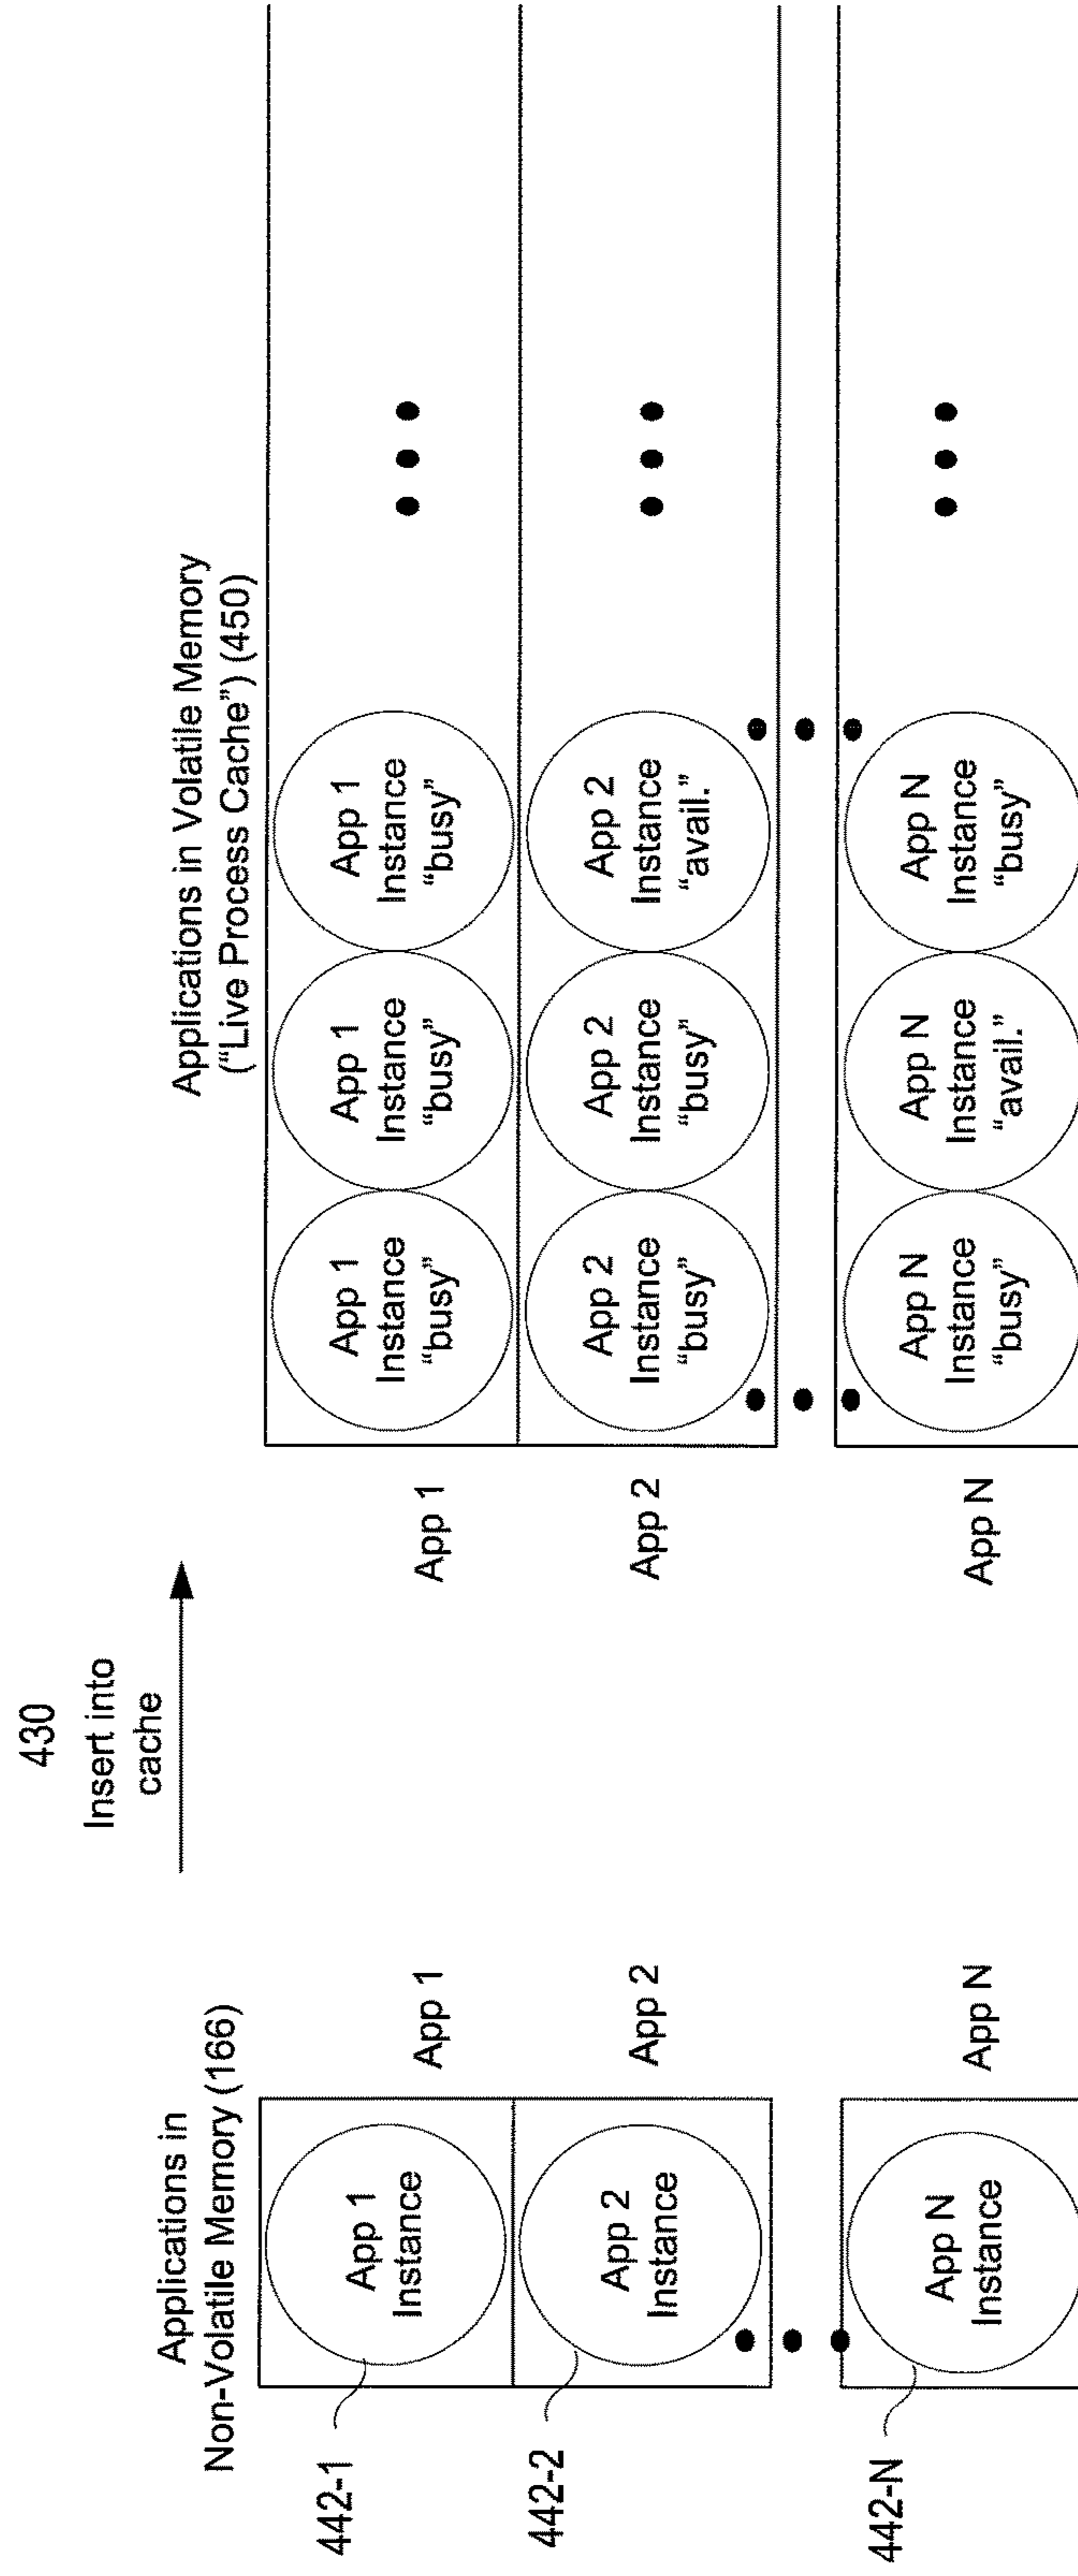 430
Insert into
cache
Applications in
Non-Volatile Memory (166)
442-1
App 1
Instance
App 1
442-2
App 2
Instance
App 2
442-N
App N
Instance
App N
Applications in Volatile Memory
(“Live Process Cache”) (450)
App 1
App 1
Instance
“busy”
App 1
Instance
“busy”
App 1
Instance
“busy”
App 2
App 2
Instance
“busy”
App 2
Instance
“busy”
App 2
Instance
“avail.”
App N
App N
Instance
“busy”
App N
Instance
“avail.”
App N
Instance
“busy”